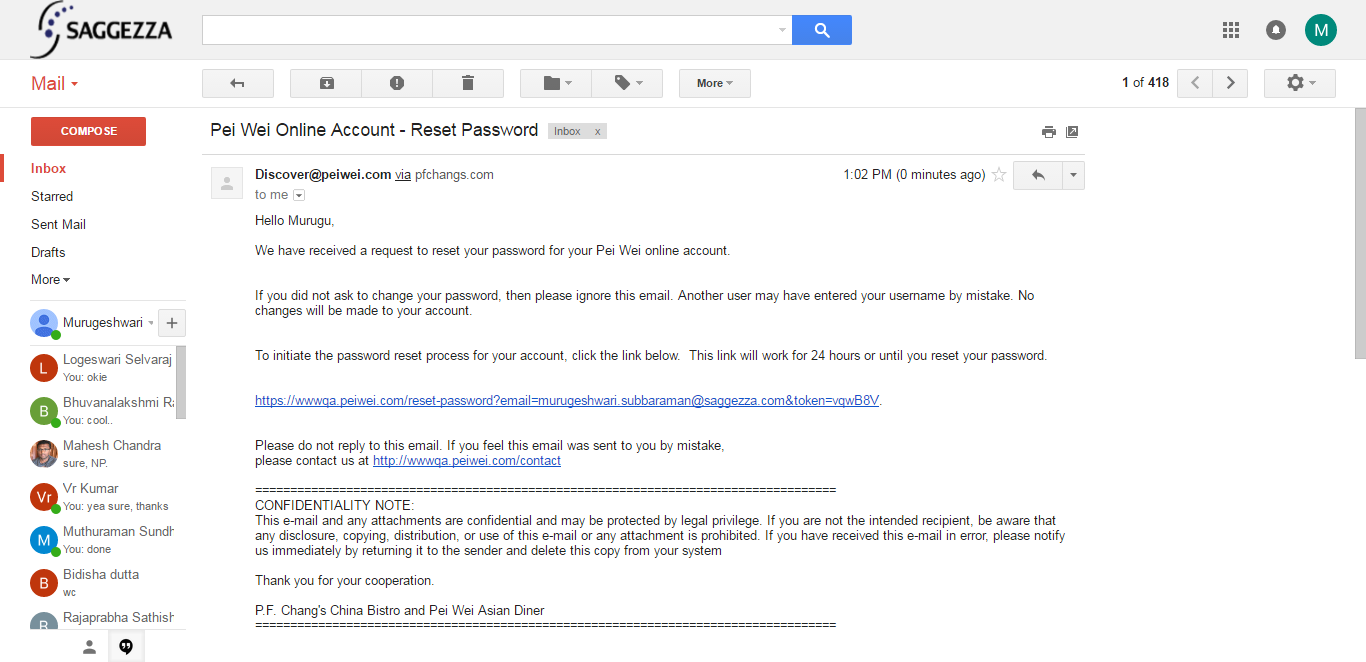 SAGGEZZA
M
Mail
More
1 of 418
COMPOSE
Pei Wei Online Account - Reset Password
Inbox x
Inbox
Starred
Sent Mail
Drafts
More
Discover@peiwei.com via pfchangs.com
1:02 PM (0 minutes ago)
to me
Hello Murugu,
We have received a request to reset your password for your Pei Wei online account.
If you did not ask to change your password, then please ignore this email. Another user may have entered your username by mistake. No
changes will be made to your account.
To initiate the password reset process for your account, click the link below.  This link will work for 24 hours or until you reset your password.
https://wwwqa.peiwei.com/reset-password?email=murugeshwari.subbaraman@saggezza.com&token=vqwB8V.
Please do not reply to this email. If you feel this email was sent to you by mistake,
please contact us at http://wwwqa.peiwei.com/contact
===================================================================================
CONFIDENTIALITY NOTE:
This e-mail and any attachments are confidential and may be protected by legal privilege. If you are not the intended recipient, be aware that
any disclosure, copying, distribution, or use of this e-mail or any attachment is prohibited. If you have received this e-mail in error, please notify
us immediately by returning it to the sender and delete this copy from your system
Thank you for your cooperation.
P.F. Chang's China Bistro and Pei Wei Asian Diner
===================================================================================
Murugeshwari
L
Logeswari Selvaraj
You: okie
B
Bhuvanalakshmi Ra
You: cool..
Mahesh Chandra
sure, NP.
Vr
Vr Kumar
You: yea sure, thanks
M
Muthuraman Sundh
You: done
B
Bidisha dutta
wc
R
Rajaprabha Sathish